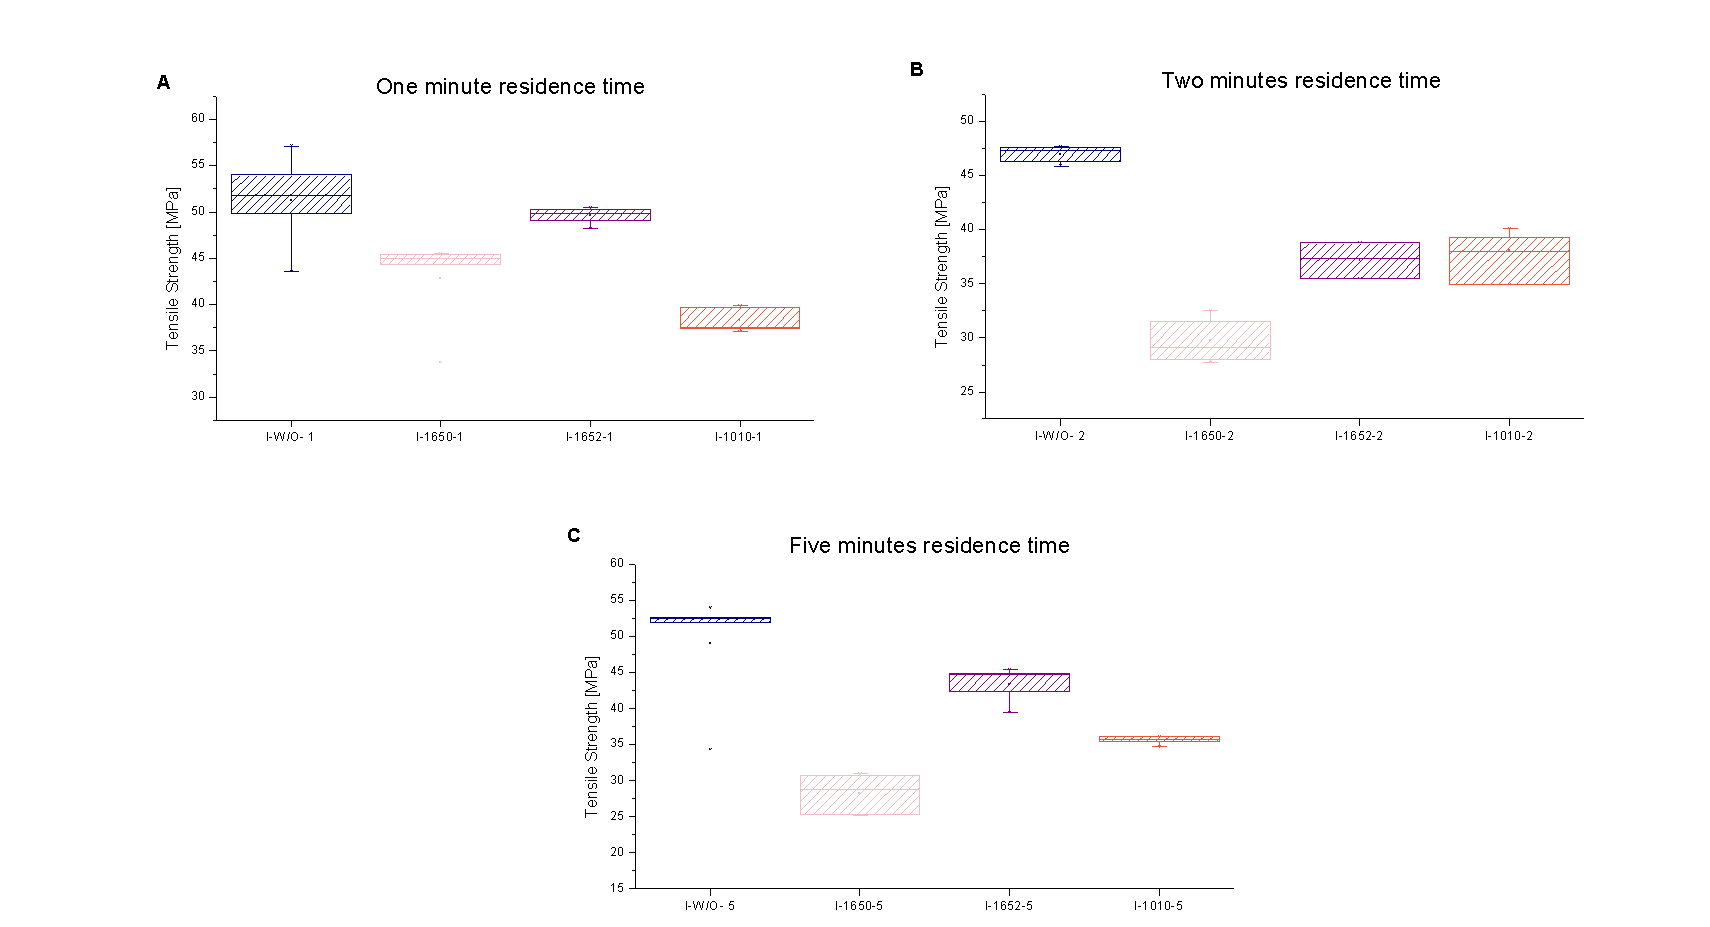 A
One minute residence time
Tensile Strength [MPa]
60
55
50
45
40
35
30
I-W/O- 1
I-1650-1
I-1652-1
I-1010-1
B
Two minutes residence time
Tensile Strength [MPa]
50
45
40
35
30
25
I-W/O- 2
I-1650-2
I-1652-2
I-1010-2
C
Five minutes residence time
Tensile Strength [MPa]
60
55
50
45
40
35
30
25
20
15
I-W/O- 5
I-1650-5
I-1652-5
I-1010-5